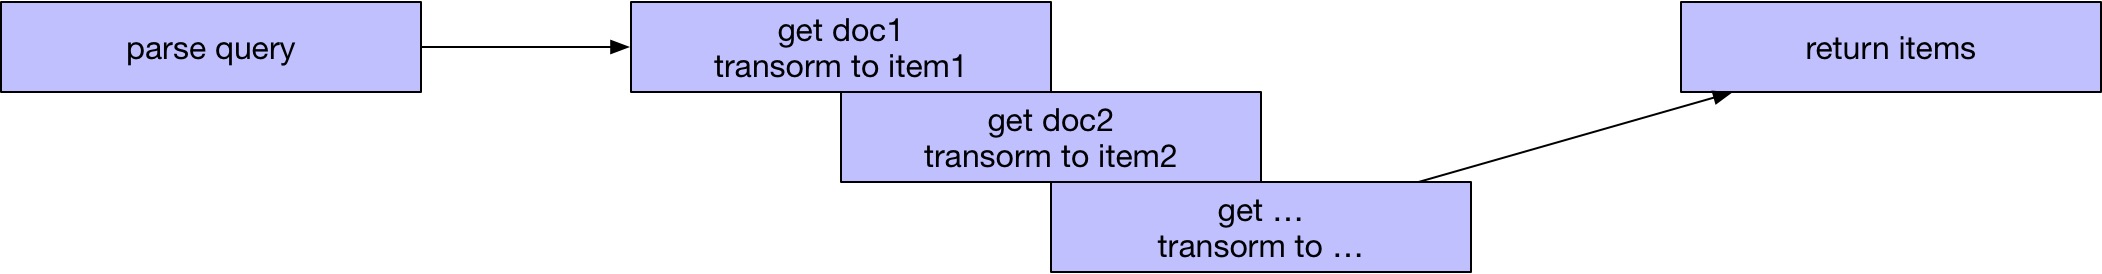 parse query
get doc1
transorm to item1
get doc2
transorm to item2
get …
transorm to …
return items